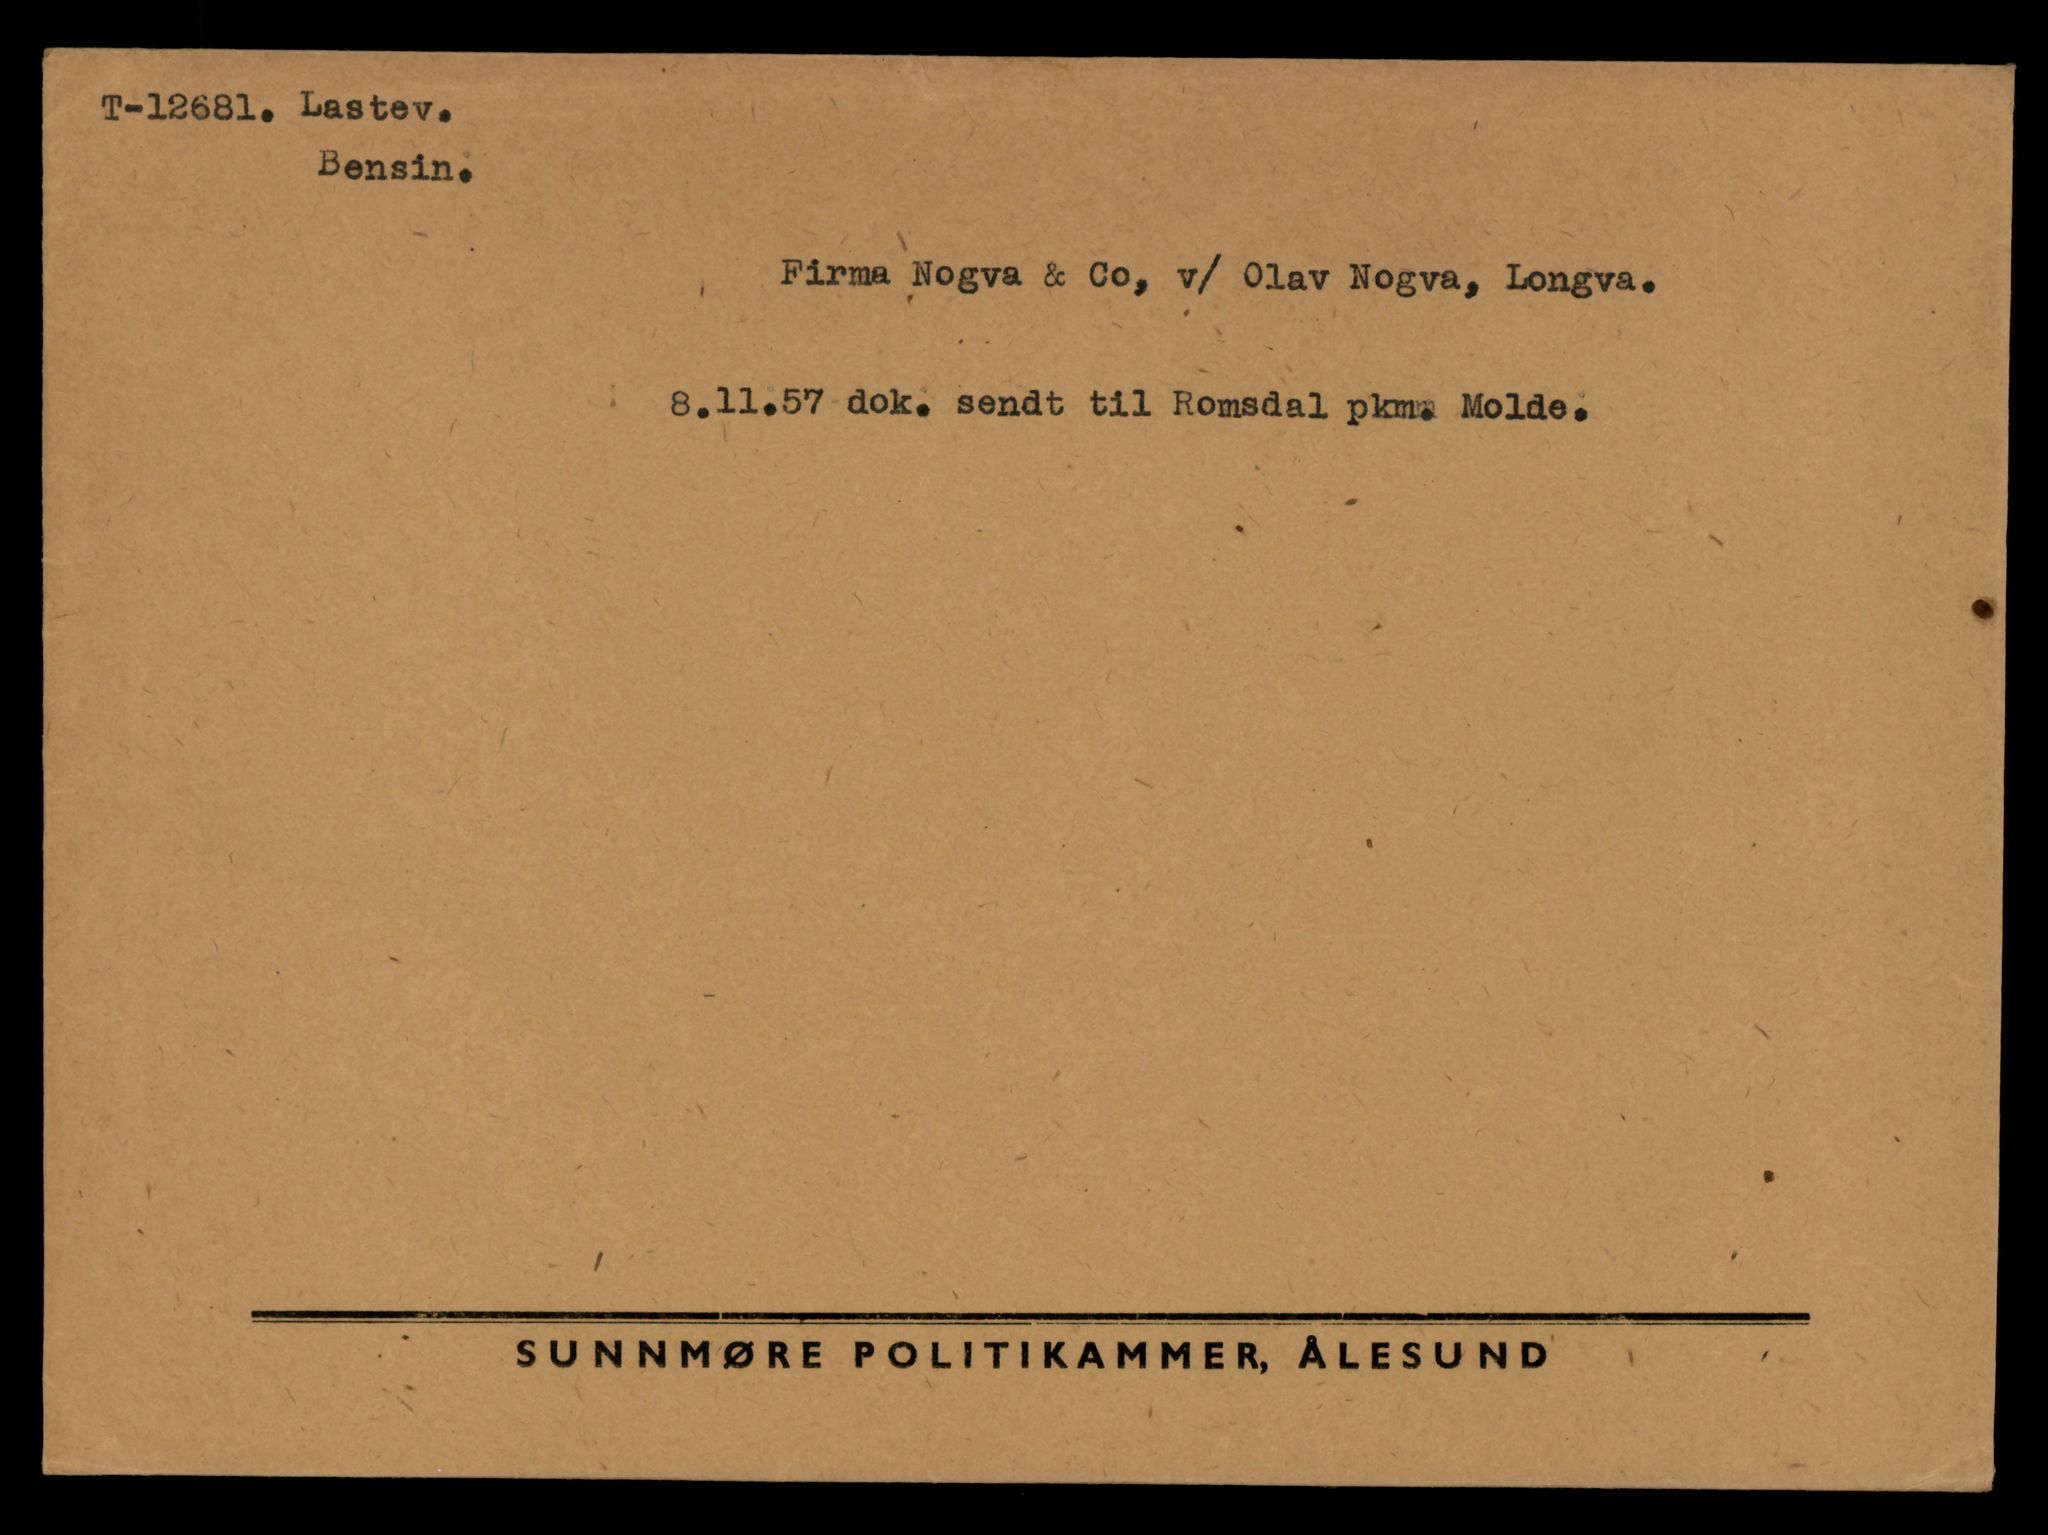 T-12681. Lastev.
Bensin.
Firma Nogva & Co, v/ Olav Nogva, Longva.
8.11.57 dok. sendt til Romsdal pkm. Molde.
SUNNMØRE POLITIKAMMER, ÅLESUND